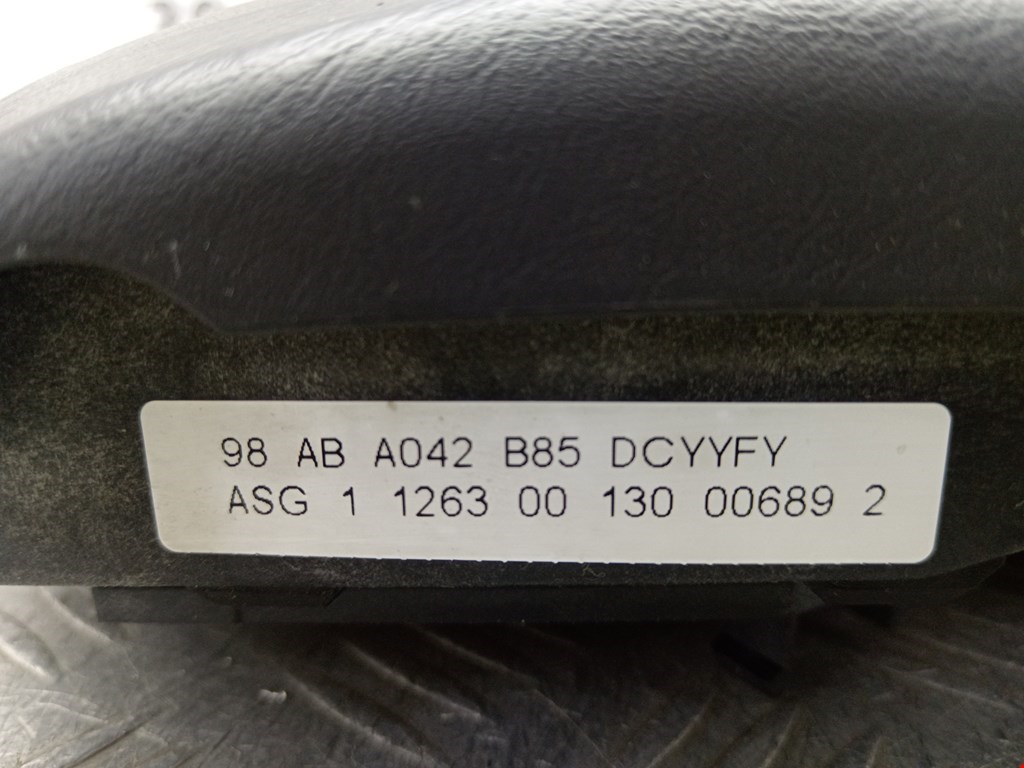 98 AB A042 B85 DCYYFY
ASG 1 1263 00 130 00689 2